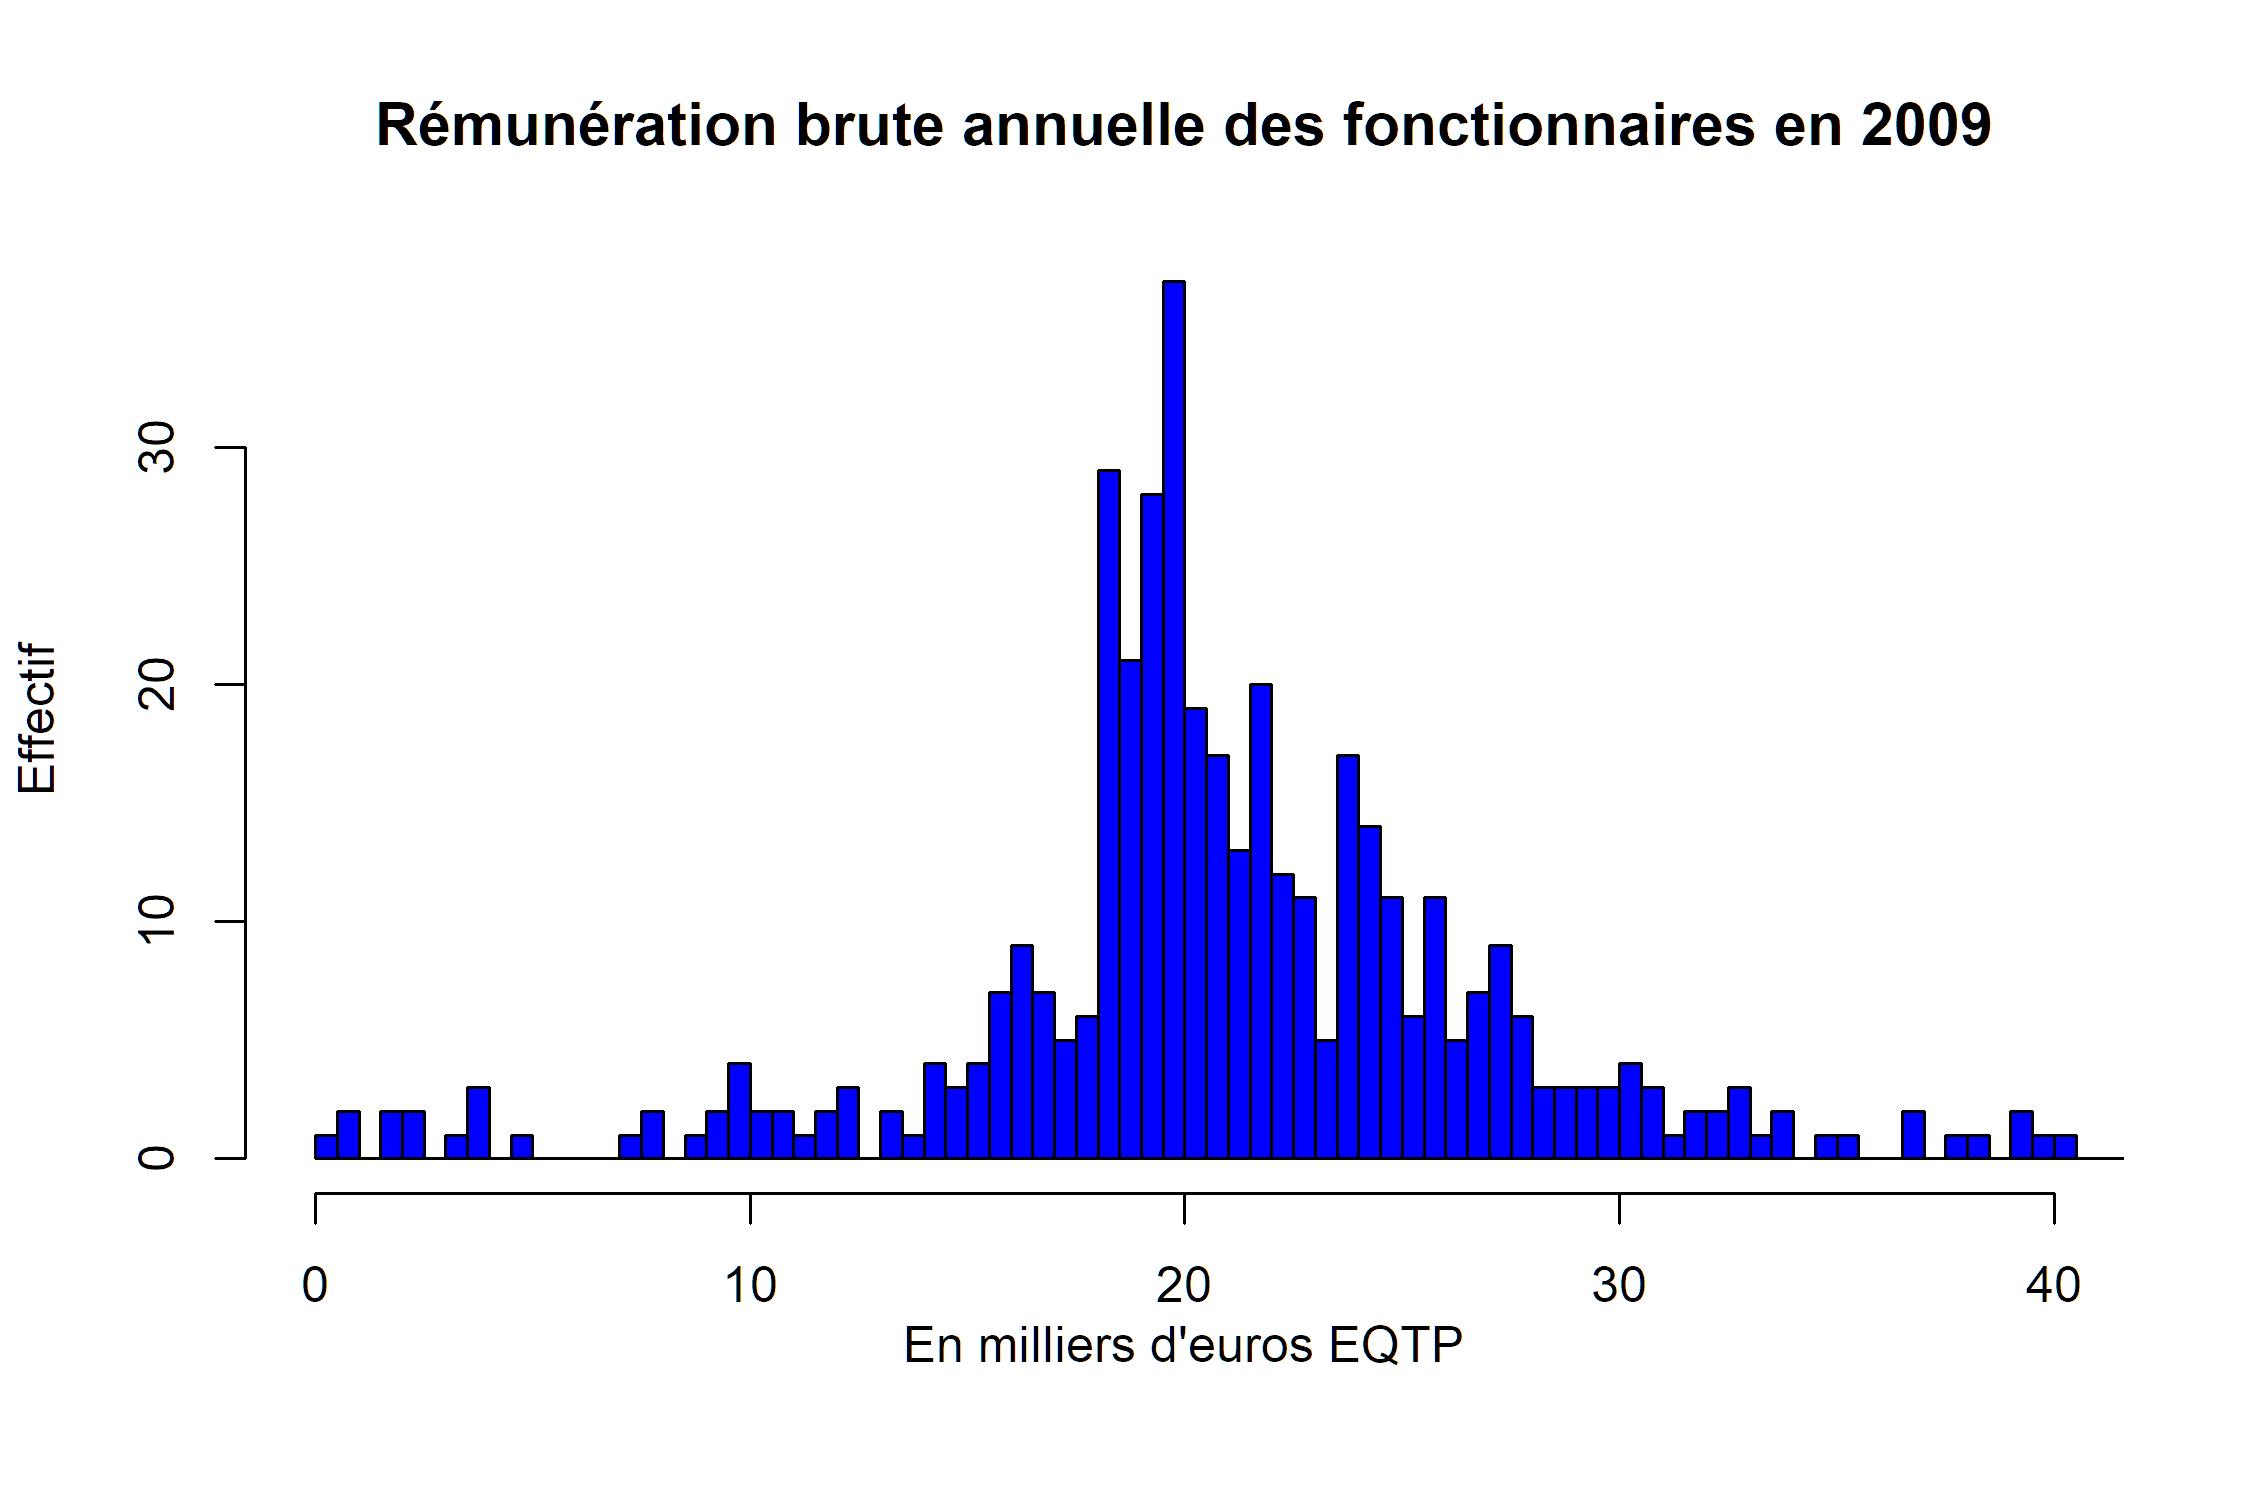 Rémunération brute annuelle des fonctionnaires en 2009
Effectif
30
20
10
0
0 10 20 30 40
En milliers d'euros EQTP